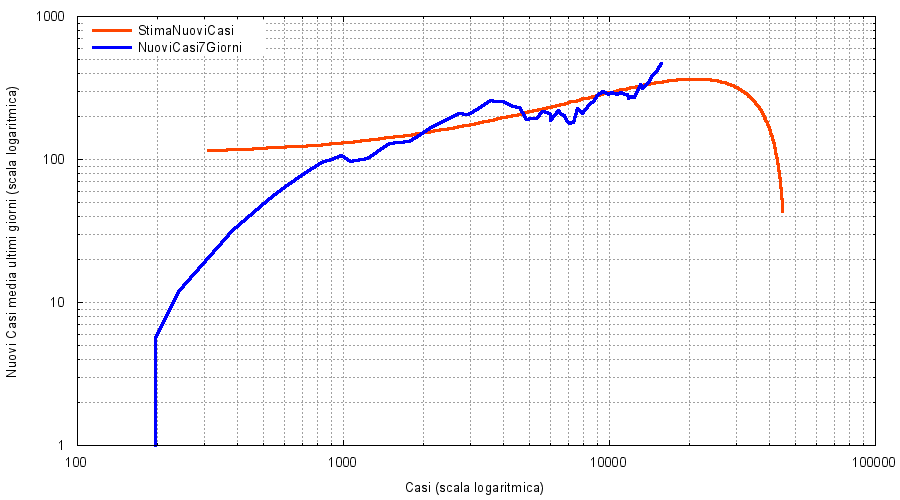 1000
StimaNuoviCasi
NuoviCasi7Giorni
100
10
1
Nuovi Casi media ultimi giorni (scala logaritmica)
100
1000
10000
100000
Casi (scala logaritmica)